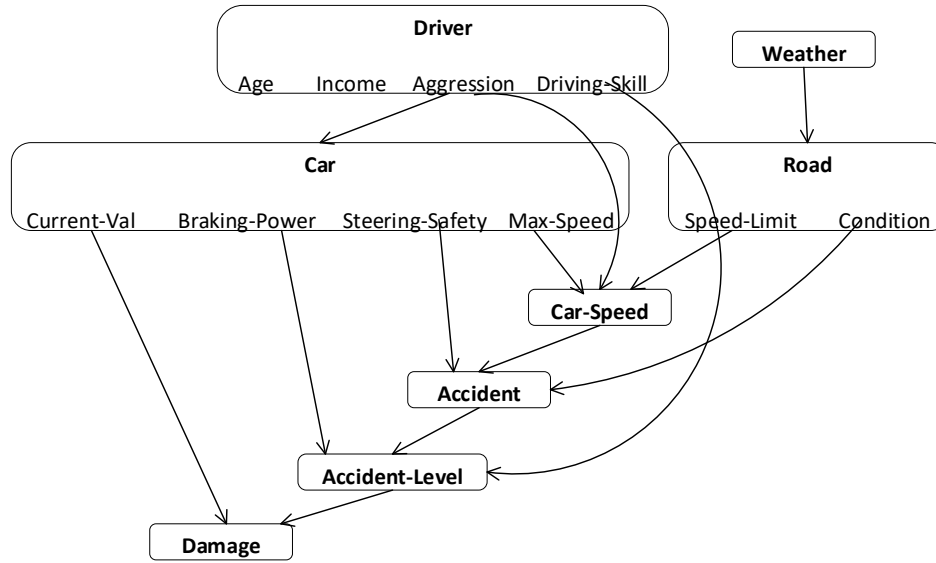 Driver
Weather
Age Income Aggression Driving-Skill
Car Road
Current-Val Braking-Power Steering-Safety Max-Speed Speed-Limit Condition
Car-Speed
Accident
Accident-Level
Damage